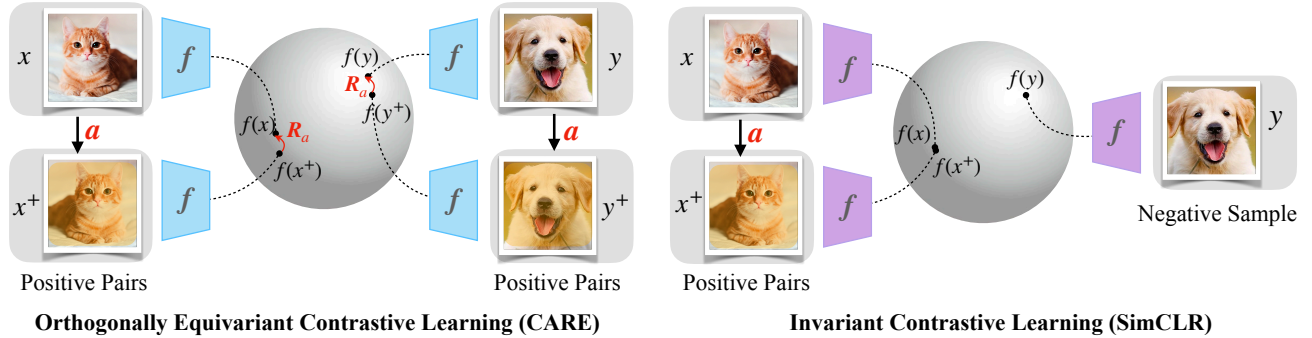 x
f
f(y)
f
y
R_a
f(y⁺)
a
f(x)
R_a
a
f(x⁺)
x⁺
f
f
y⁺
Positive Pairs
Positive Pairs
Orthogonally Equivariant Contrastive Learning (CARE)
x
f
f(y)
a
f(x)
f
y
f(x⁺)
x⁺
f
Negative Sample
Positive Pairs
Invariant Contrastive Learning (SimCLR)